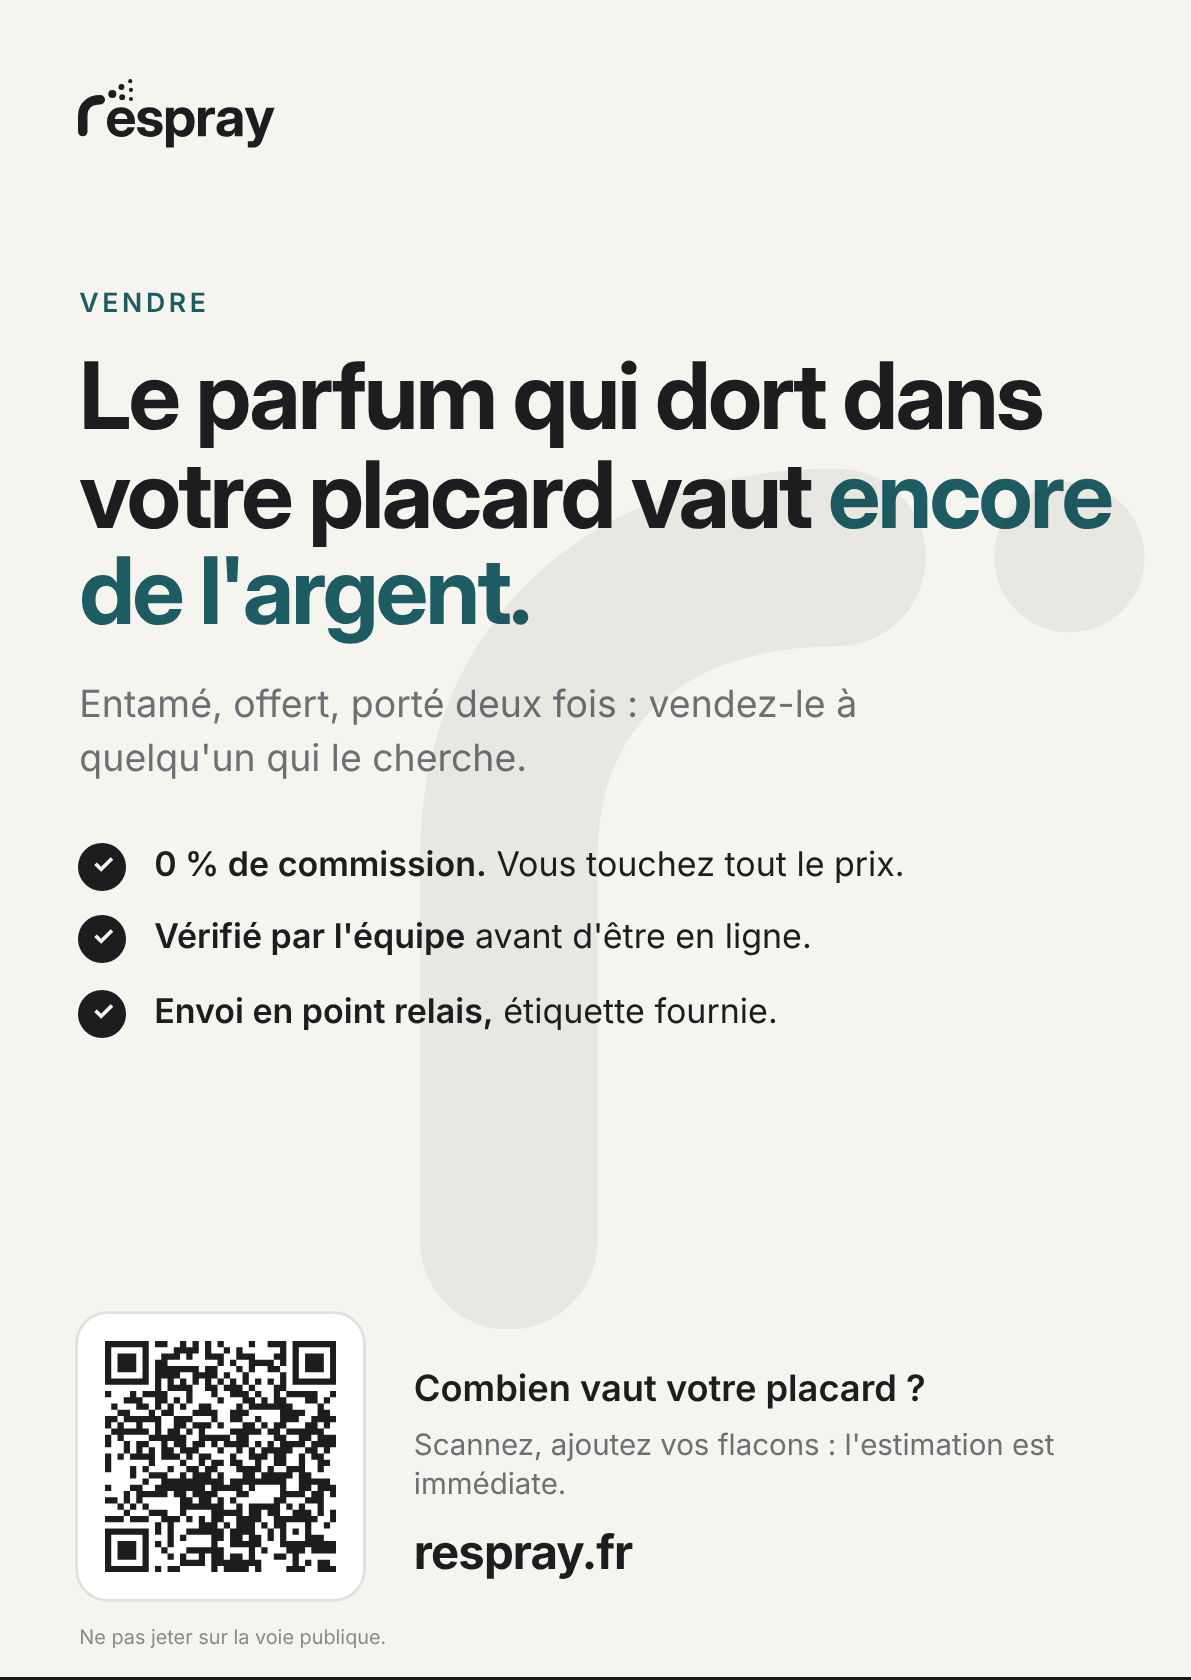 respray
VENDRE
Le parfum qui dort dans
votre placard vaut encore
de l'argent.
Entamé, offert, porté deux fois : vendez-le à
quelqu'un qui le cherche.
0 % de commission. Vous touchez tout le prix.
Vérifié par l'équipe avant d'être en ligne.
Envoi en point relais, étiquette fournie.
Combien vaut votre placard ?
Scannez, ajoutez vos flacons : l'estimation est
immédiate.
respray.fr
Ne pas jeter sur la voie publique.